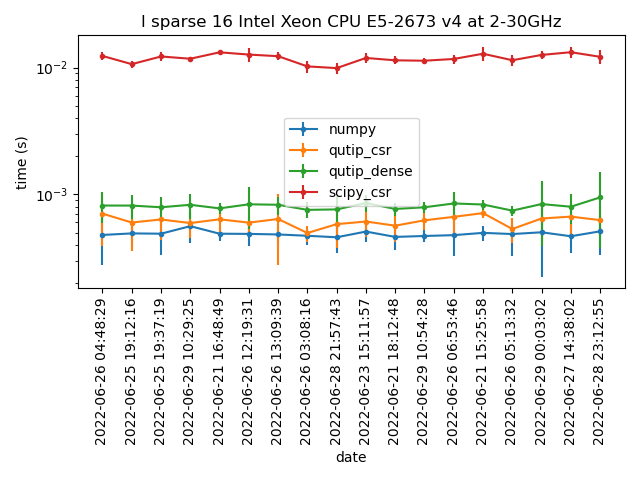 l sparse 16 Intel Xeon CPU E5-2673 v4 at 2-30GHz
time (s)
10⁻²
10⁻³
numpy
qutip_csr
qutip_dense
scipy_csr
2022-06-26 04:48:29
2022-06-25 19:12:16
2022-06-25 19:37:19
2022-06-29 10:29:25
2022-06-21 16:48:49
2022-06-26 12:19:31
2022-06-26 13:09:39
2022-06-26 03:08:16
2022-06-28 21:57:43
2022-06-23 15:11:57
2022-06-21 18:12:48
2022-06-29 10:54:28
2022-06-26 06:53:46
2022-06-21 15:25:58
2022-06-26 05:13:32
2022-06-29 00:03:02
2022-06-27 14:38:02
2022-06-28 23:12:55
date